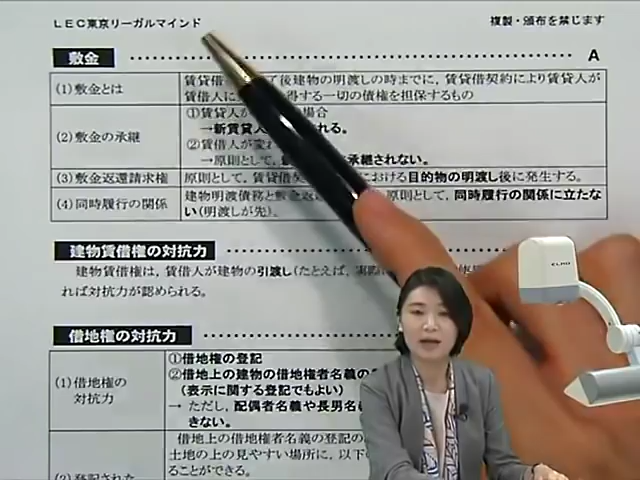 LEC東京リーガルマインド
複製・頒布を禁じます
敷金
A
(1)敷金とは
賃貸借 了後建物の明渡しの時までに，賃貸借契約により賃貸人が
賃借人に 得する一切の債権を担保するもの
(2)敷金の承継
①賃貸人が 場合
→新賃貸人 れる。
②賃借人が変わ
→原則として， 承継されない。
(3)敷金返還請求権
原則として，賃貸借 における目的物の明渡し後に発生する。
(4)同時履行の関係
建物明渡債務と敷金返還 原則として，同時履行の関係に立たな
い(明渡しが先)。
建物賃借権の対抗力
建物賃借権は，賃借人が建物の引渡し(たとえば，実際に
れば対抗力が認められる。
借地権の対抗力
(1)借地権の
対抗力
①借地権の登記
②借地上の建物の借地権者名義の
(表示に関する登記でもよい)
→ ただし，配偶者名義や長男名義
きない。
借地上の借地権者名義の登記の
土地の上の見やすい場所に，以下
ることができる。
(2)登記された
ELMO